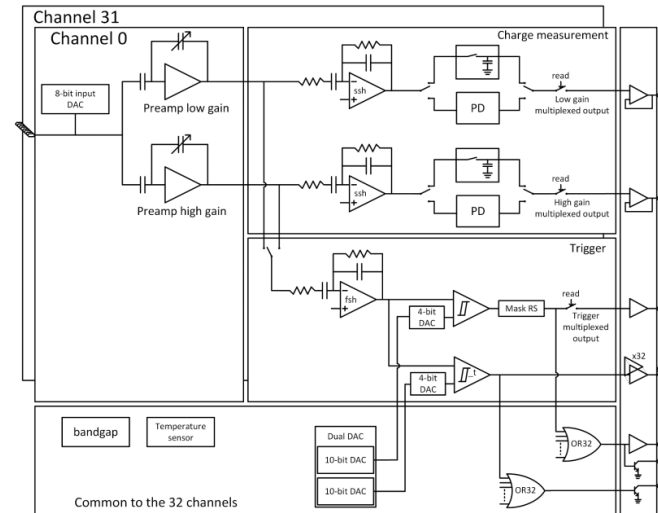 Channel 31
Channel 0
Charge measurement
8-bit input
DAC
Preamp low gain
ssh
PD
read
Low gain
multiplexed output
Preamp high gain
ssh
PD
read
High gain
multiplexed output
Trigger
fsh
4-bit
DAC
Mask RS
read
Trigger
multiplexed
output
4-bit
DAC
_t
x32
bandgap
Temperature
sensor
Dual DAC
10-bit DAC
10-bit DAC
OR32
OR32
Common to the 32 channels